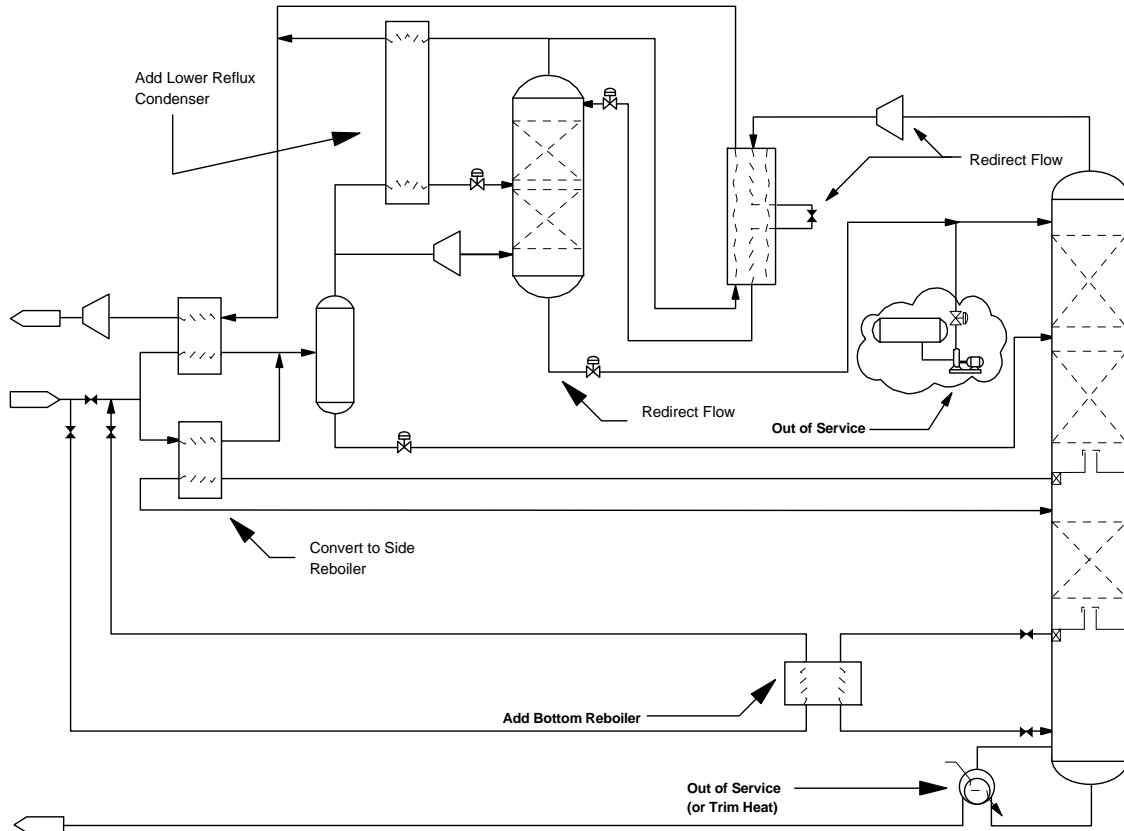 Add Lower Reflux
Condenser
Redirect Flow
Redirect Flow
Out of Service
Convert to Side
Reboiler
Add Bottom Reboiler
Out of Service
(or Trim Heat)